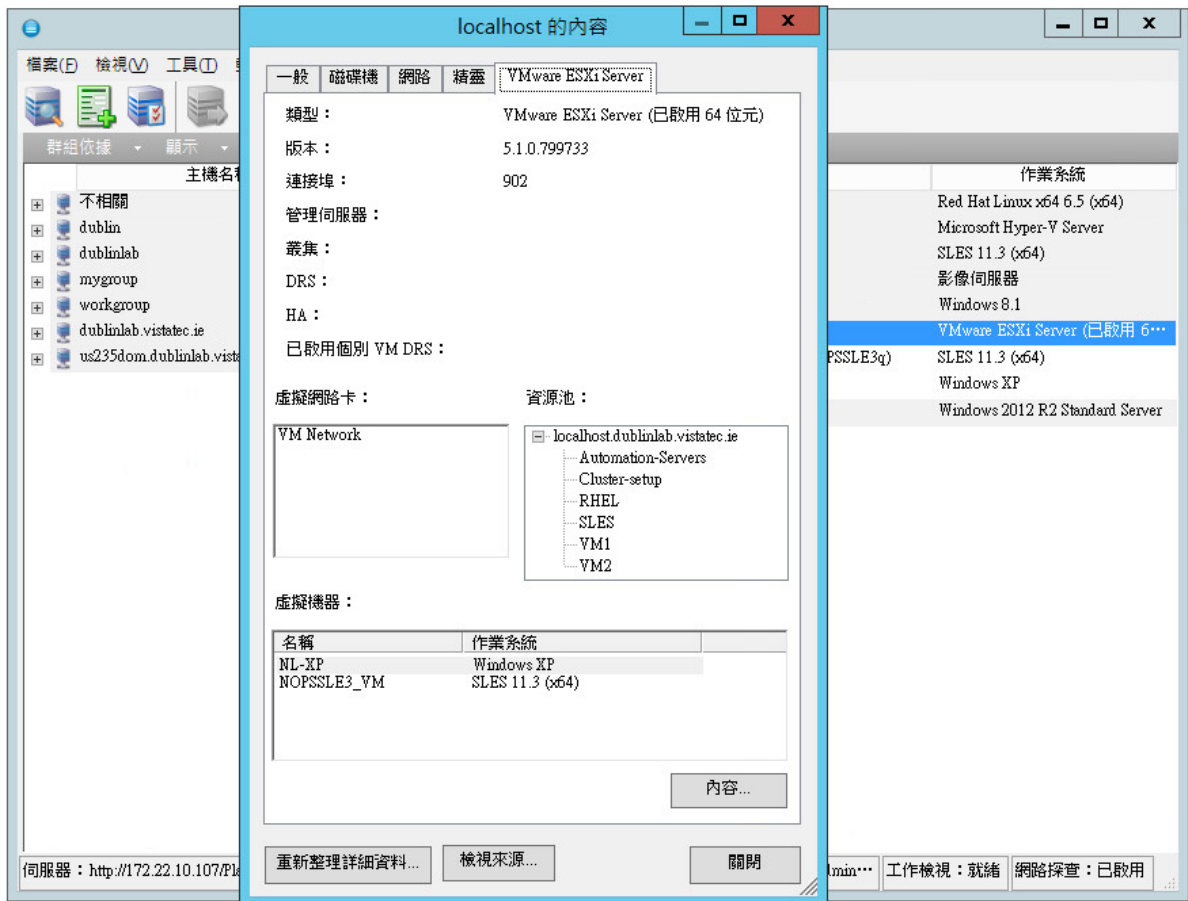 localhost 的內容
檔案(F) 檢視(V) 工具(T)
一般 磁碟機 網路 精靈 VMware ESXi Server
群組依據 顯示
類型： VMware ESXi Server (已啟用 64 位元)
版本： 5.1.0.799733
連接埠： 902
管理伺服器：
叢集：
DRS：
HA：
已啟用個別 VM DRS：
虛擬網路卡：
VM Network
資源池：
localhost.dublinlab.vistatec.ie
Automation-Servers
Cluster-setup
RHEL
SLES
VM1
VM2
虛擬機器：
名稱 作業系統
NL-XP Windows XP
NOPSSLE3_VM SLES 11.3 (x64)
內容...
重新整理詳細資料... 檢視來源... 關閉
主機名
不相關
dublin
dublinlab
mygroup
workgroup
dublinlab.vistatec.ie
us235dom.dublinlab.vista
作業系統
Red Hat Linux x64 6.5 (x64)
Microsoft Hyper-V Server
SLES 11.3 (x64)
影像伺服器
Windows 8.1
VMware ESXi Server (已啟用 6…
PSSLE3q) SLES 11.3 (x64)
Windows XP
Windows 2012 R2 Standard Server
伺服器：http://172.22.10.107/Pla
dmin… 工作檢視：就緒 網路探查：已啟用